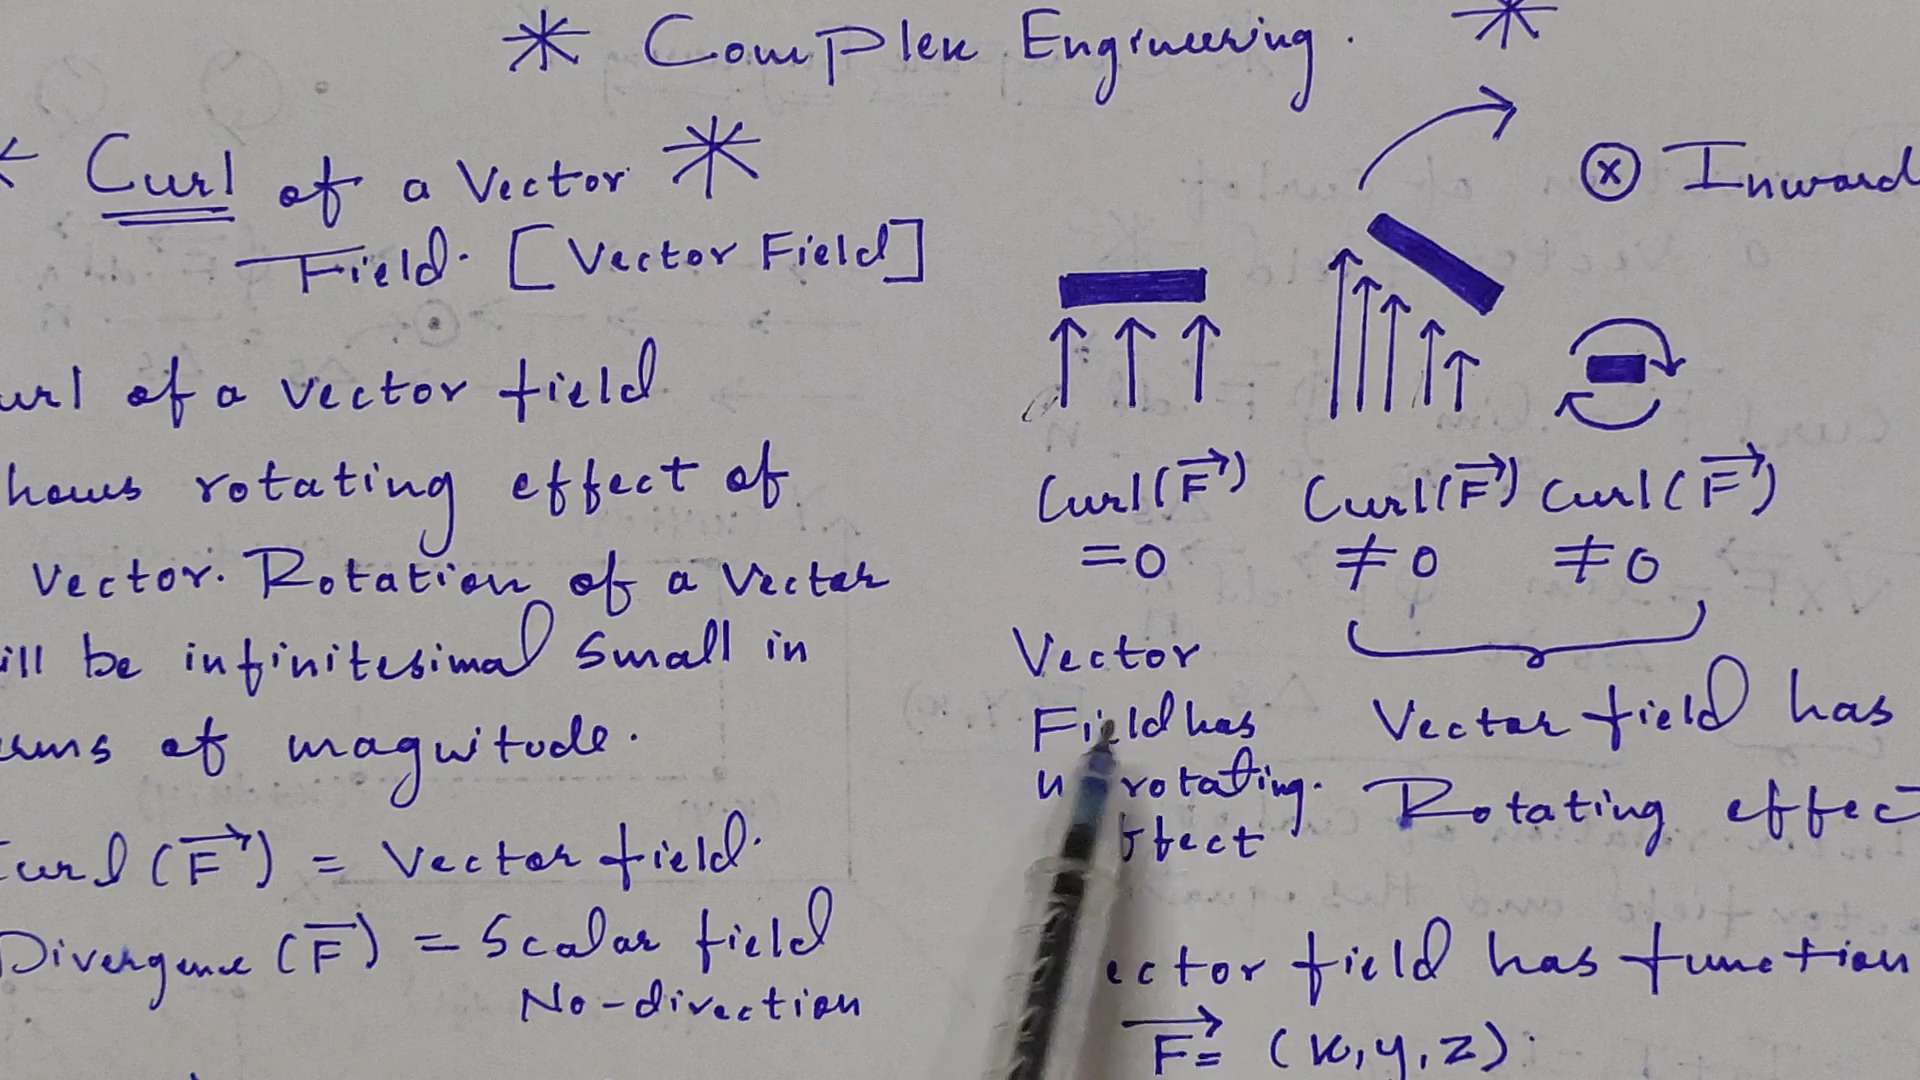 * Complex Engineering. *
Curl of a Vector *
Field. [Vector Field]
url of a vector field
hows rotating effect of
Vector. Rotation of a Vector
ill be infinitesimal small in
rms of magnitude.
Curl (F) = Vector field.
Divergence (F) = Scalar field
No-direction
ⓧ Inward
Curl(F) Curl(F) Curl(F)
=0 ≠0 ≠0
Vector
Field has
rotating.
ffect
Vector field has
Rotating effec
ector field has function
F= (x,y,z).